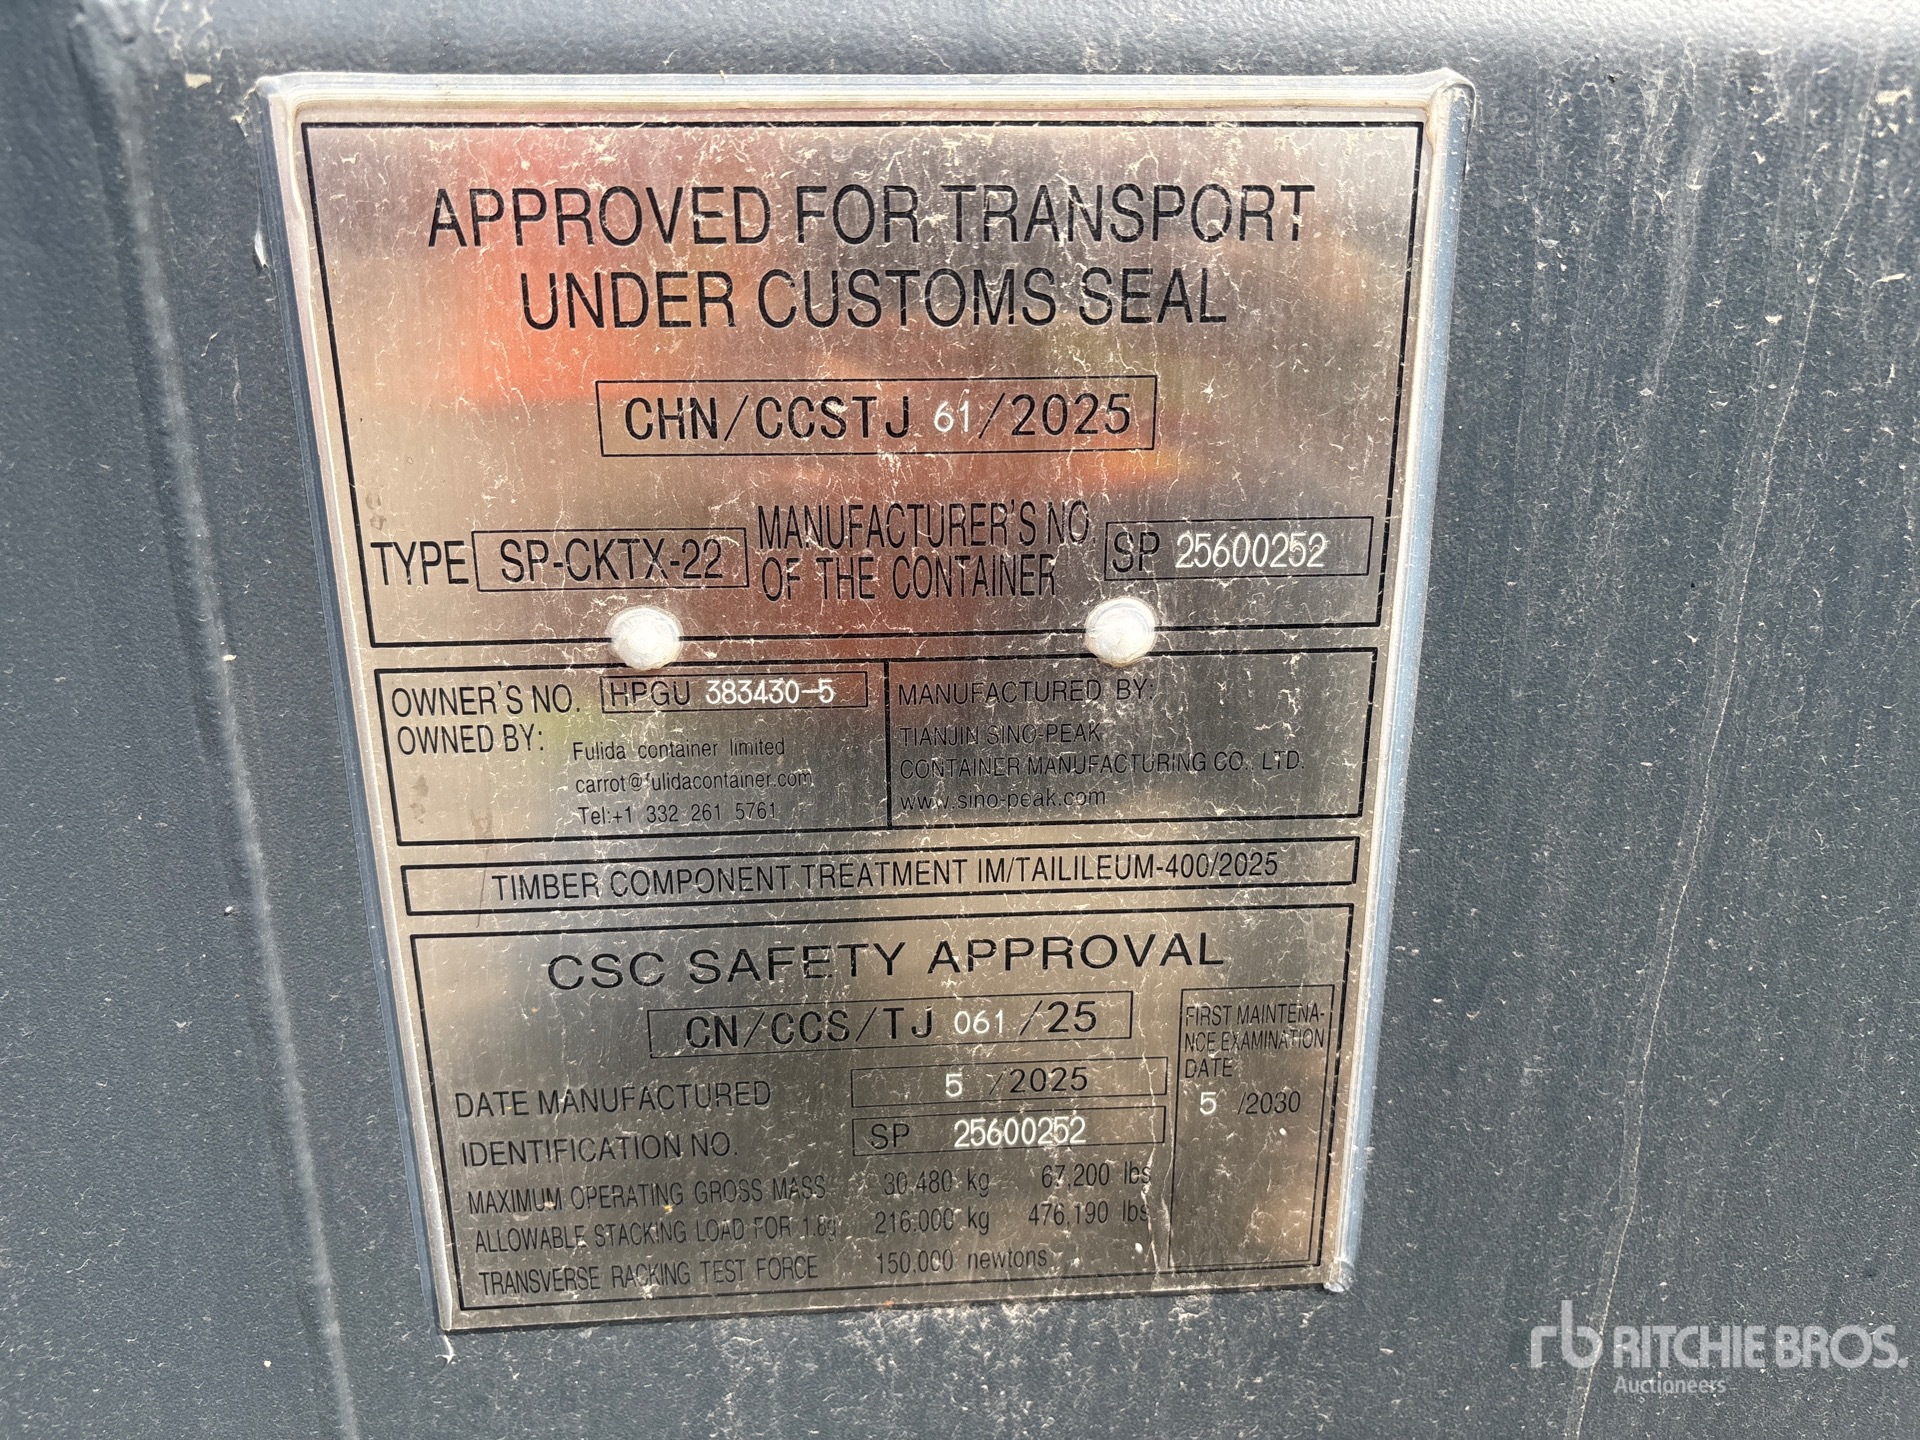 APPROVED FOR TRANSPORT
UNDER CUSTOMS SEAL
CHN/CCSTJ 61/2025
TYPE SP-CKTX-22 MANUFACTURER'S NO. OF THE CONTAINER SP 25600252
OWNER'S NO. HPGU 383430-5
OWNED BY: Fulida container limited
carrot@fulidacontainer.com
Tel:+1 332 261 5761
MANUFACTURED BY:
TIANJIN SINO-PEAK
CONTAINER MANUFACTURING CO., LTD.
www.sino-peak.com
TIMBER COMPONENT TREATMENT IM/TAILILEUM-400/2025
CSC SAFETY APPROVAL
CN/CCS/TJ 061 /25
DATE MANUFACTURED 5 /2025
IDENTIFICATION NO. SP 25600252
MAXIMUM OPERATING GROSS MASS 30,480 kg 67,200 lbs
ALLOWABLE STACKING LOAD FOR 1.8g 216,000 kg 476,190 lbs
TRANSVERSE RACKING TEST FORCE 150,000 newtons
FIRST MAINTENA-
NCE EXAMINATION
DATE
5 /2030
rb RITCHIE BROS.
Auctioneers